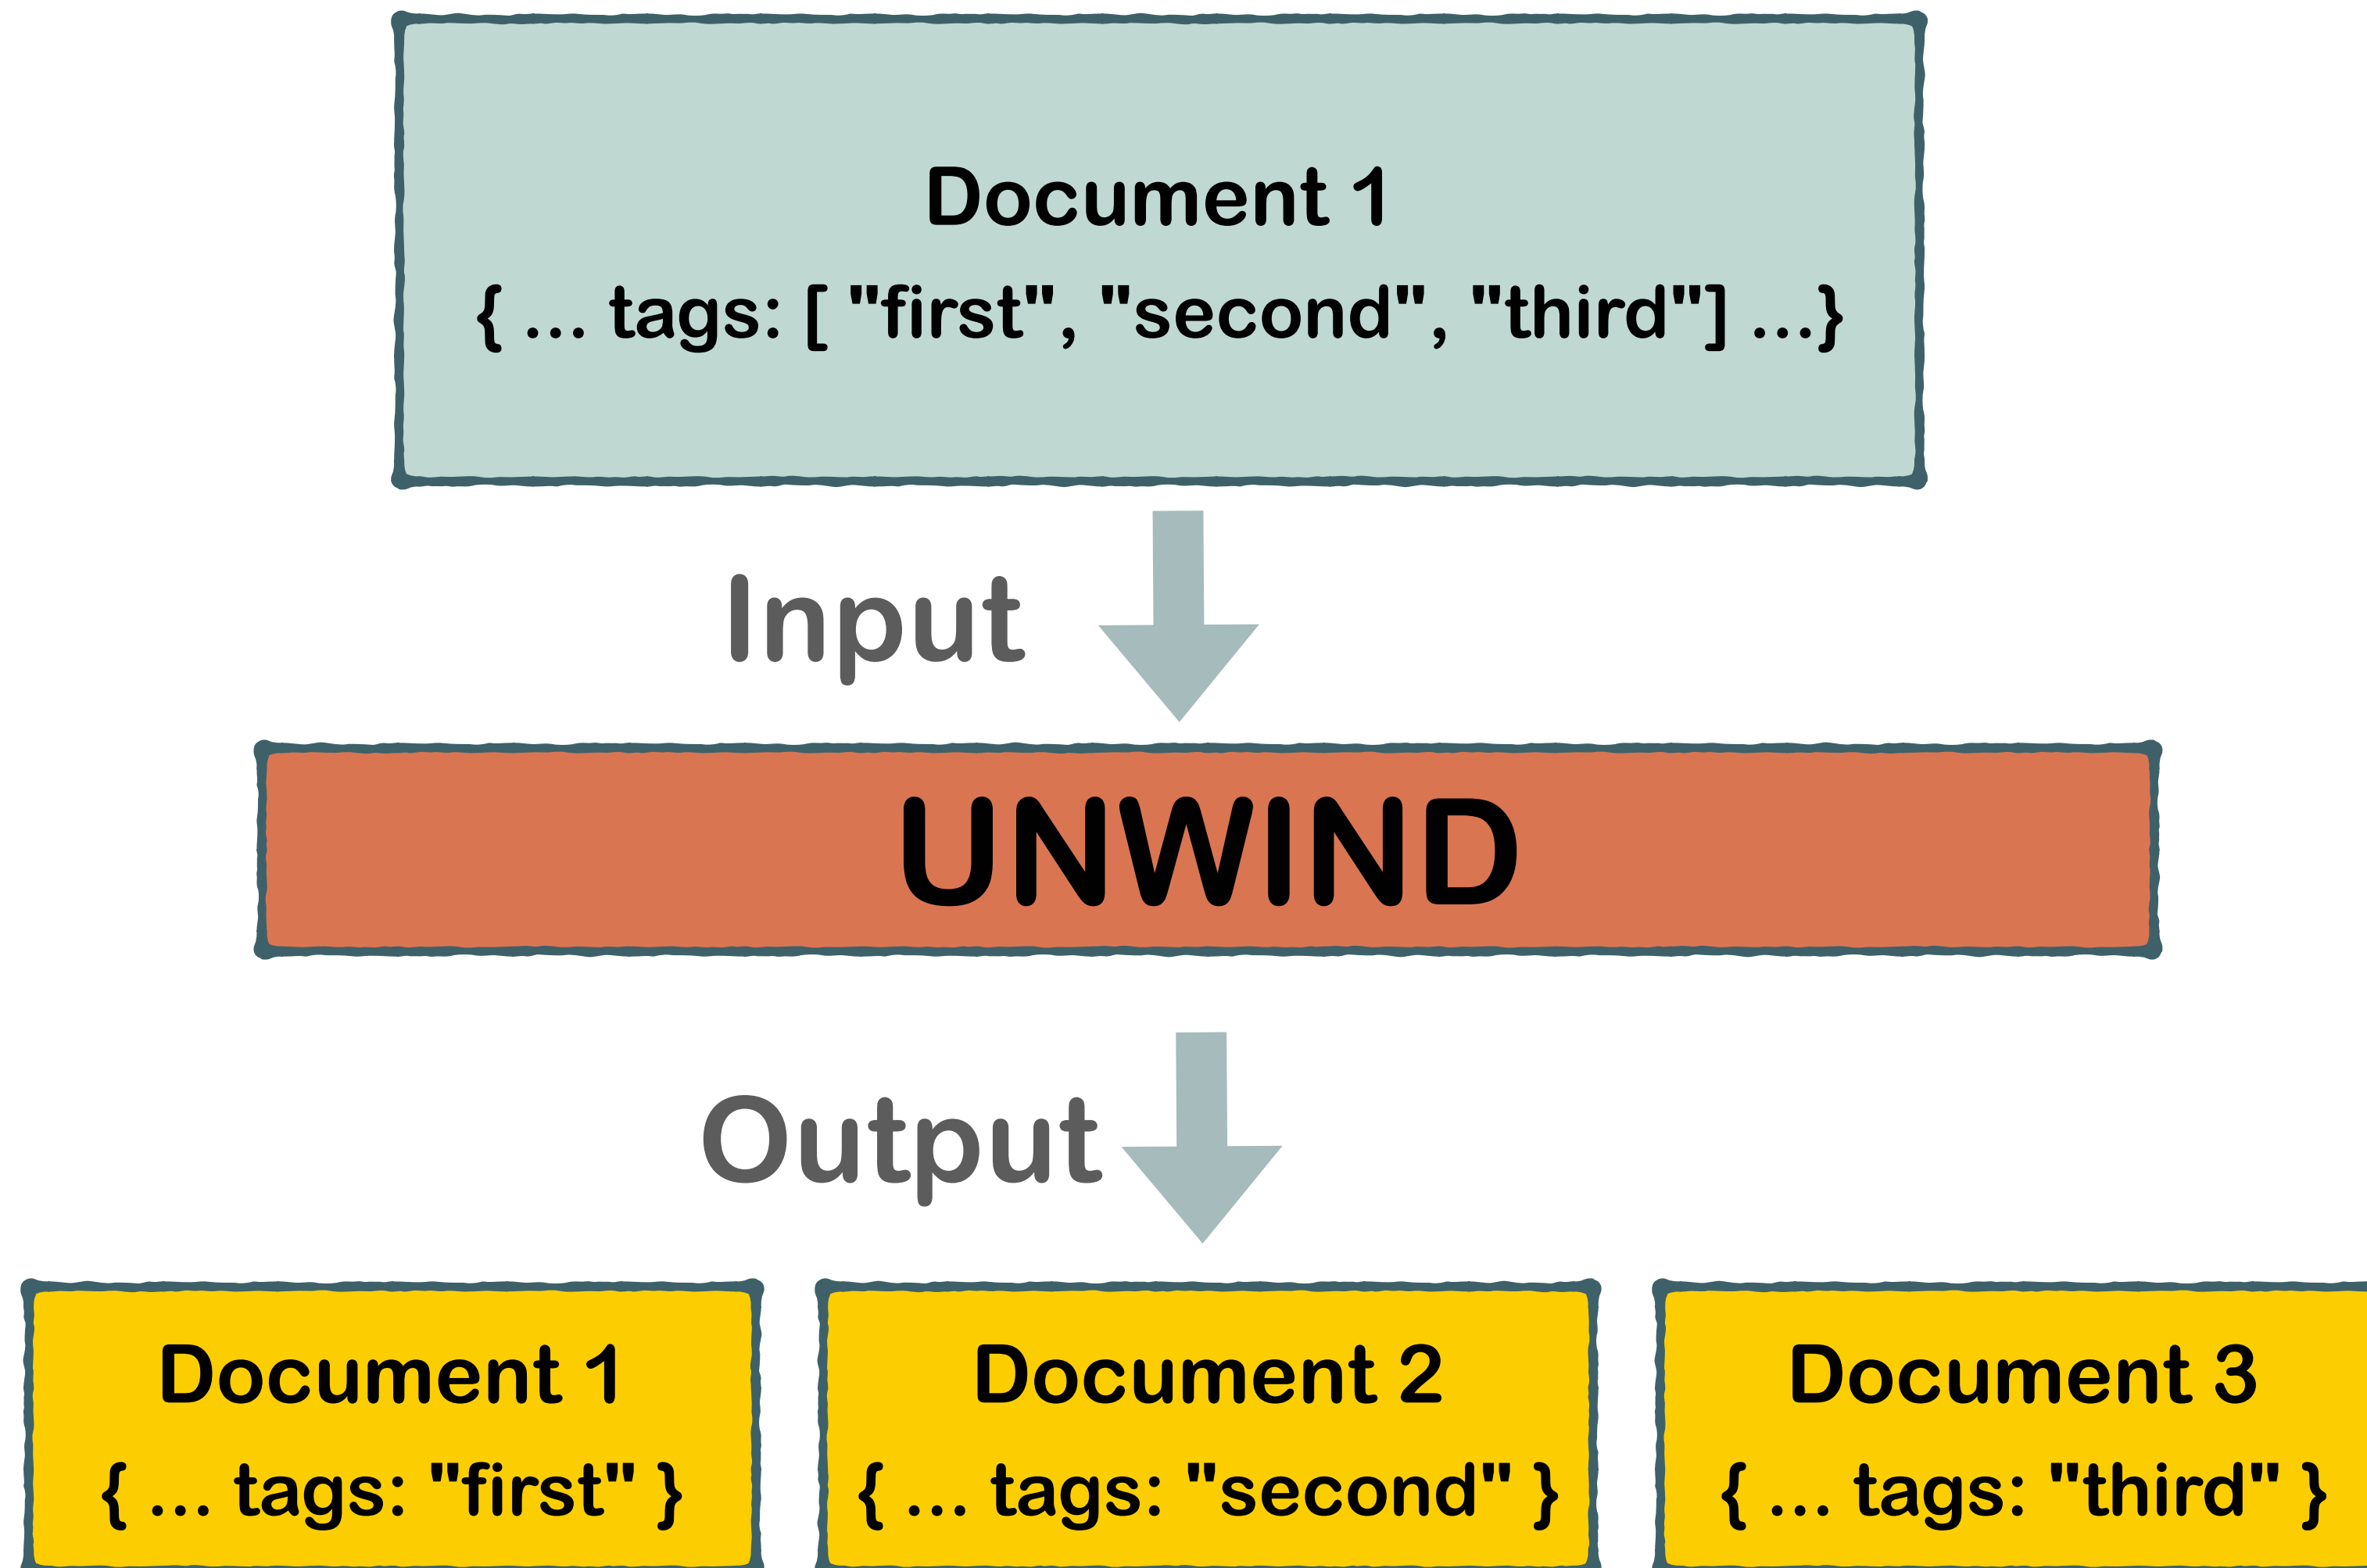 Document 1
{ ... tags: [ ""first"", ""second"", ""third""] ...}
Input
UNWIND
Output
Document 1
{ ... tags: ""first"" }
Document 2
{ ... tags: ""second"" }
Document 3
{ ... tags: ""third"" }